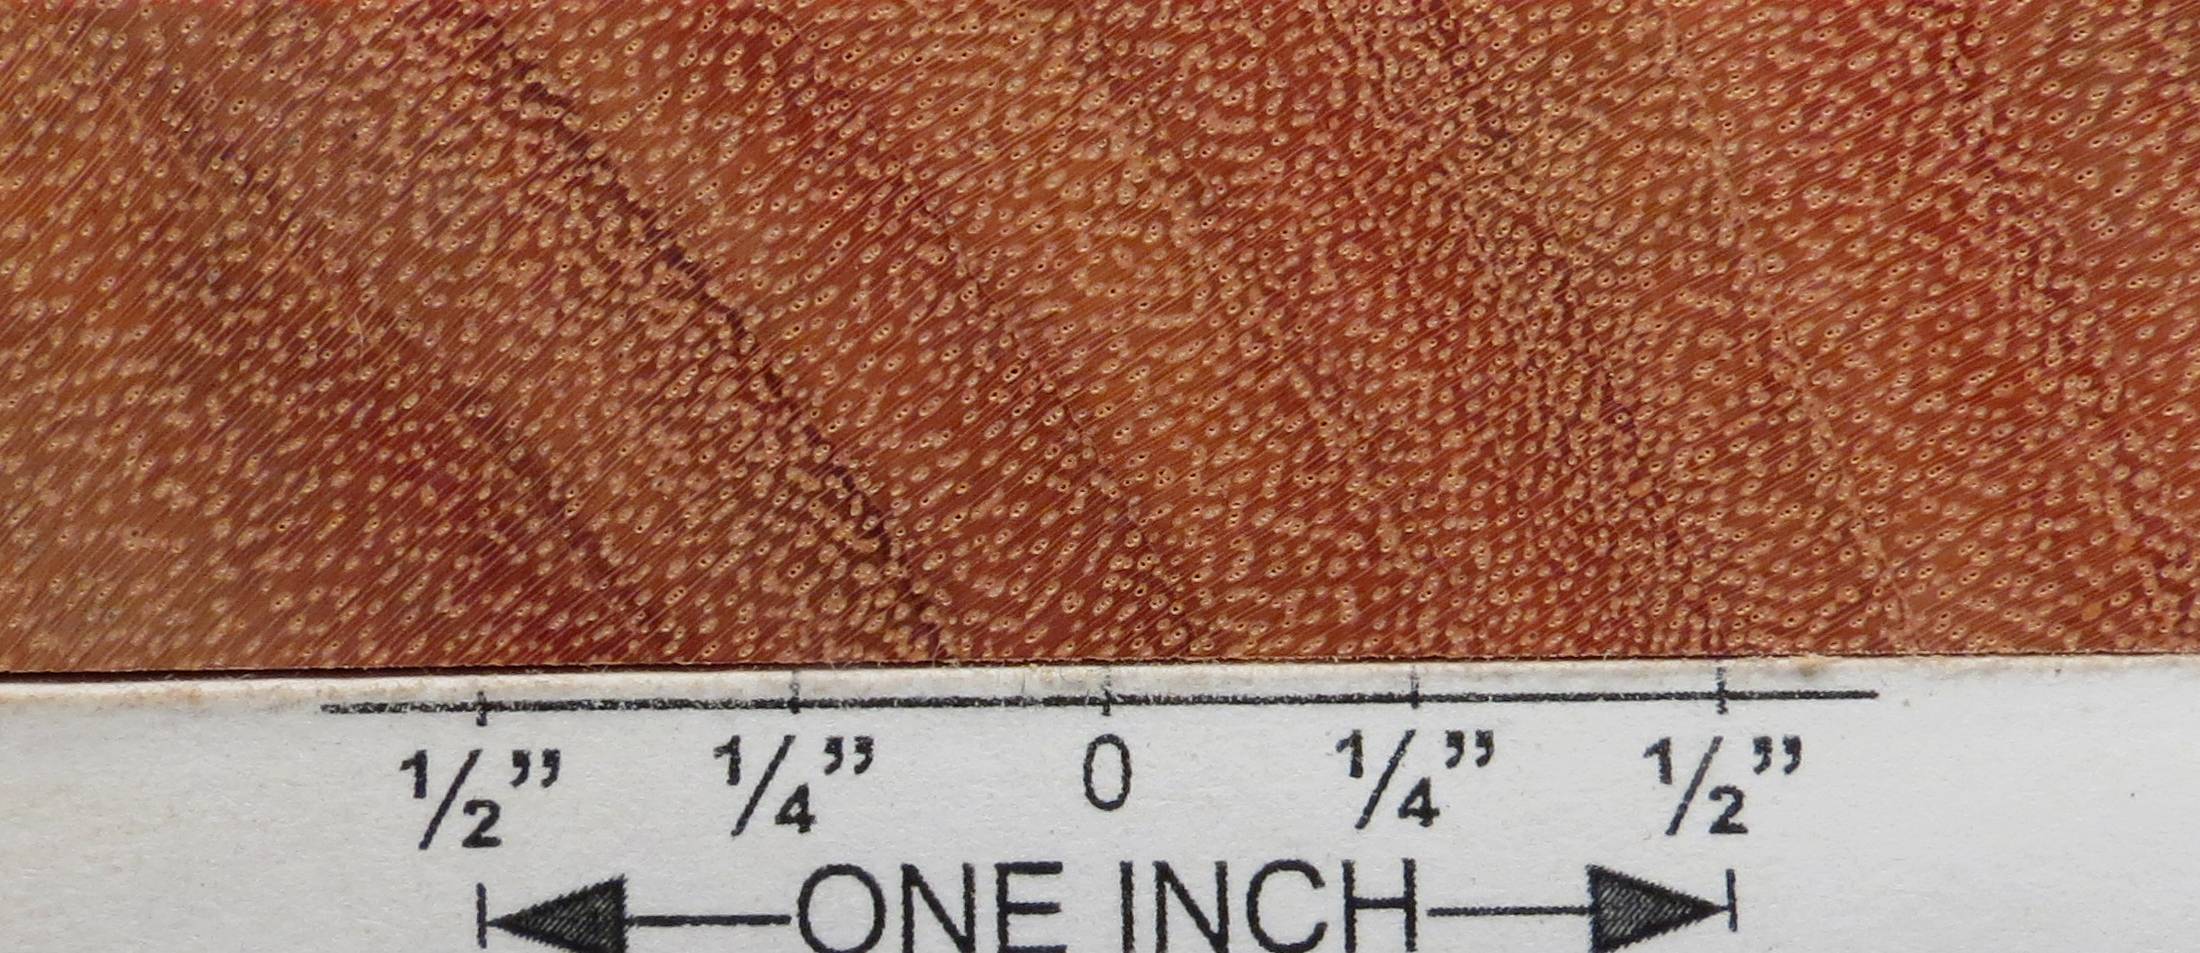 1/2” 1/4” 0 1/4” 1/2”
ONE INCH